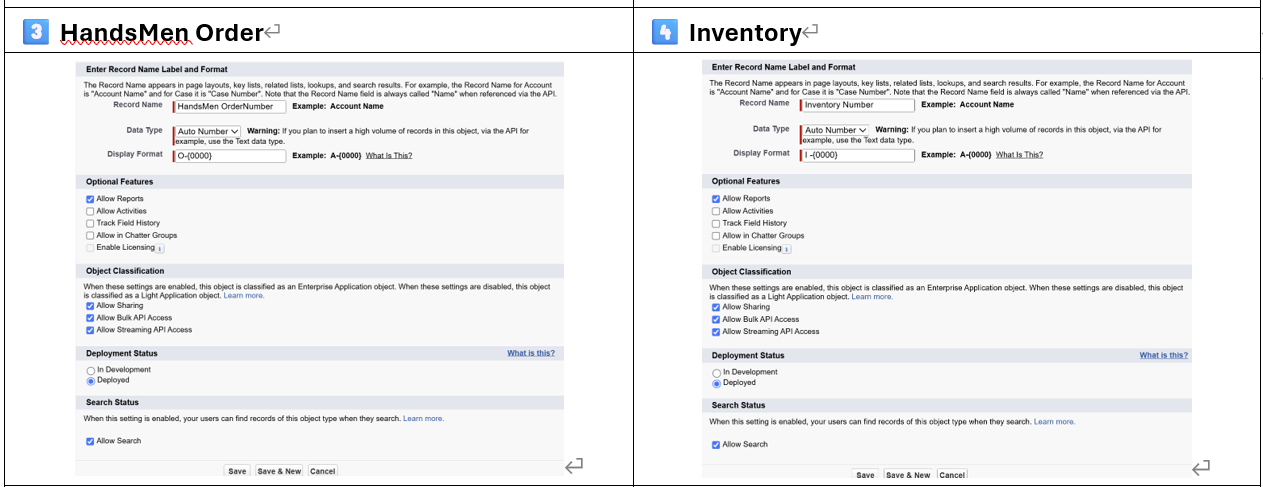 3 HandsMen Order
Enter Record Name Label and Format
The Record Name appears in page layouts, key lists, related lists, lookups, and search results. For example, the Record Name for Account
is "Account Name" and for Case it is "Case Number". Note that the Record Name field is always called "Name" when referenced via the API.
Record Name HandsMen OrderNumber Example: Account Name
Data Type Auto Number Warning: If you plan to insert a high volume of records in this object, via the API for
example, use the Text data type.
Display Format O-{0000} Example: A-{0000} What Is This?
Optional Features
Allow Reports
Allow Activities
Track Field History
Allow in Chatter Groups
Enable Licensing i
Object Classification
When these settings are enabled, this object is classified as an Enterprise Application object. When these settings are disabled, this object
is classified as a Light Application object. Learn more.
Allow Sharing
Allow Bulk API Access
Allow Streaming API Access
Deployment Status What is this?
In Development
Deployed
Search Status
When this setting is enabled, your users can find records of this object type when they search. Learn more.
Allow Search
Save Save & New Cancel
4 Inventory
Enter Record Name Label and Format
The Record Name appears in page layouts, key lists, related lists, lookups, and search results. For example, the Record Name for Account
is "Account Name" and for Case it is "Case Number". Note that the Record Name field is always called "Name" when referenced via the API.
Record Name Inventory Number Example: Account Name
Data Type Auto Number Warning: If you plan to insert a high volume of records in this object, via the API for
example, use the Text data type.
Display Format I -{0000} Example: A-{0000} What Is This?
Optional Features
Allow Reports
Allow Activities
Track Field History
Allow in Chatter Groups
Enable Licensing i
Object Classification
When these settings are enabled, this object is classified as an Enterprise Application object. When these settings are disabled, this object
is classified as a Light Application object. Learn more.
Allow Sharing
Allow Bulk API Access
Allow Streaming API Access
Deployment Status What is this?
In Development
Deployed
Search Status
When this setting is enabled, your users can find records of this object type when they search. Learn more.
Allow Search
Save Save & New Cancel